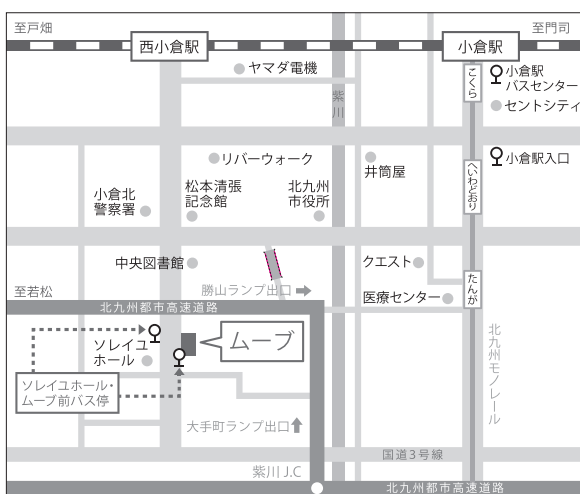 至戸畑
至門司
西小倉駅
小倉駅
ヤマダ電機
こくら
小倉駅
バスセンター
セントシティ
紫川
リバーウォーク
井筒屋
小倉駅入口
へいわどおり
小倉北
警察署
松本清張
記念館
北九州
市役所
中央図書館
クエスト
たんが
至若松
勝山ランプ出口
医療センター
北九州都市高速道路
ソレイユ
ホール
ムーブ
北九州モノレール
ソレイユホール・
ムーブ前バス停
大手町ランプ出口
国道3号線
紫川J.C
北九州都市高速道路